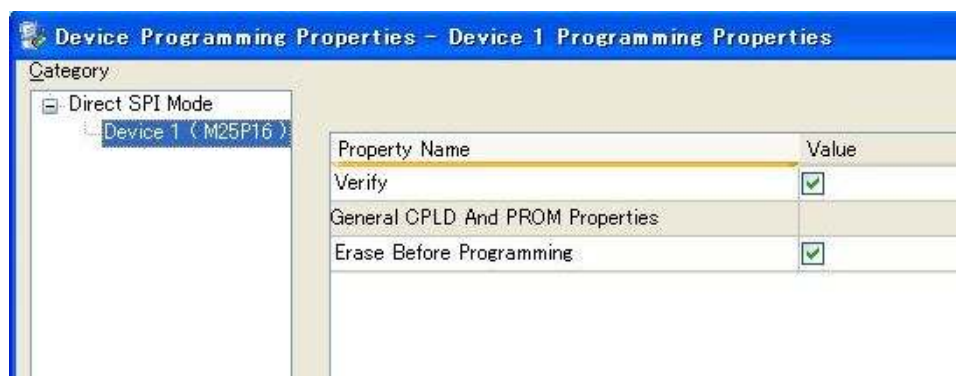 Device Programming Properties - Device 1 Programming Properties
Category
Direct SPI Mode
Device 1 ( M25P16 )
Property Name Value
Verify
General CPLD And PROM Properties
Erase Before Programming